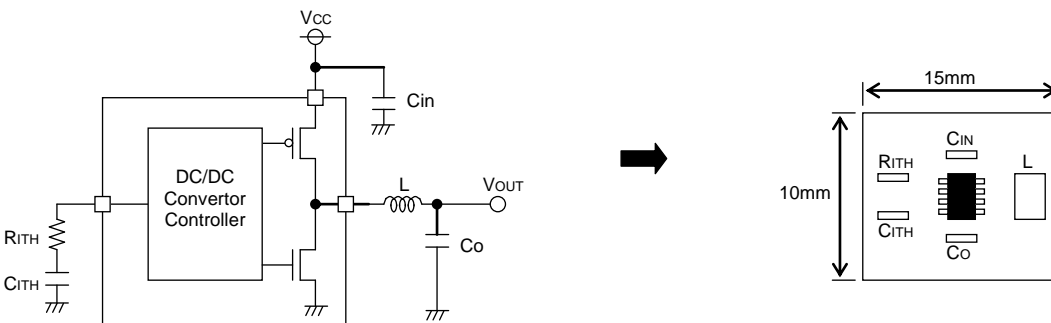 VCC
Cin
DC/DC
Convertor
Controller
L
VOUT
RITH
CITH
Co
15mm
10mm
CIN
RITH
L
CITH
CO